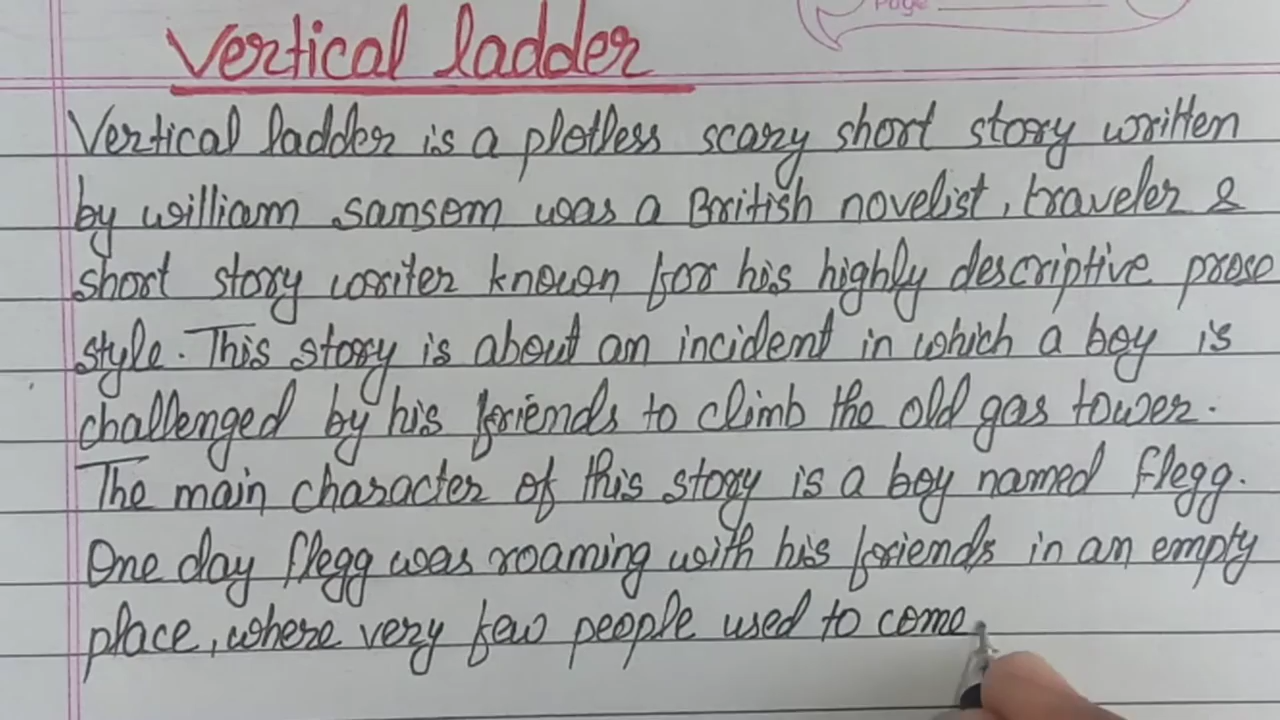 Page
Vertical ladder
Vertical ladder is a plotless scary short story written
by william samsom was a British novelist, traveler &
short story writer known for his highly descriptive prose
style. This story is about an incident in which a boy is
challenged by his friends to climb the old gas tower.
The main character of this story is a boy named flegg.
One day flegg was roaming with his friends in an empty
place, where very few people used to come.